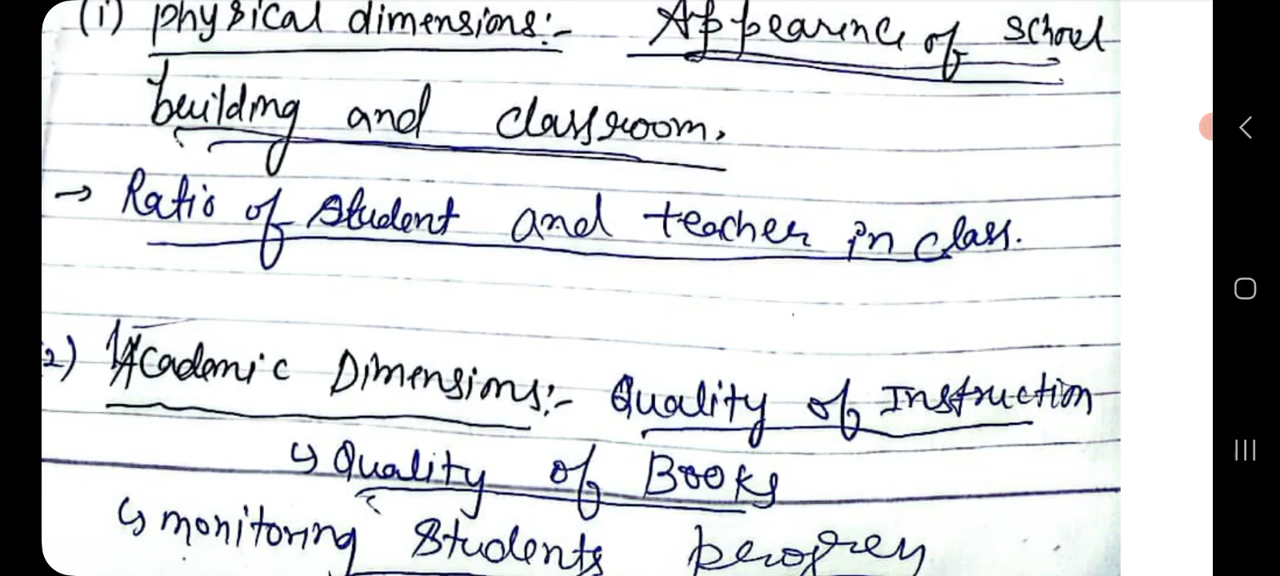 (i) physical dimensions:- Appearence of school
building and classroom.
→ Ratio of student and teacher in class.
2) Academic Dimensions:- Quality of Instruction
↳ Quality of Books
↳ monitoring students progress